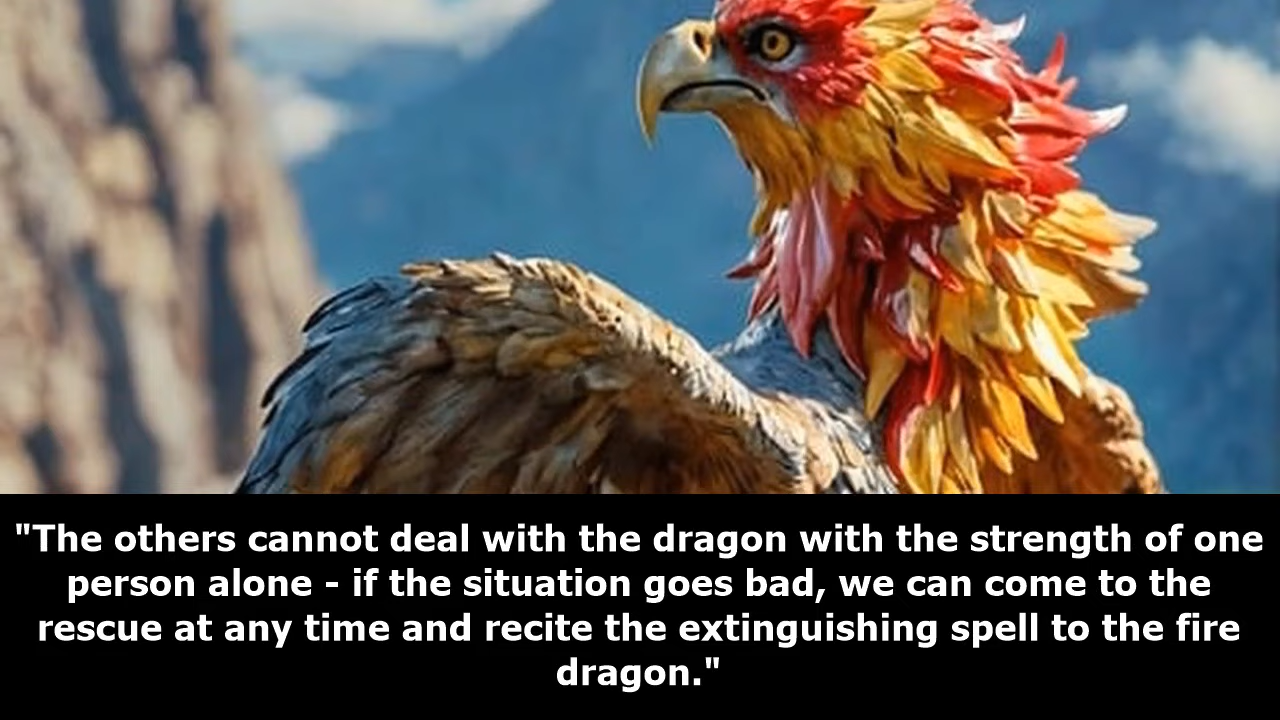 "The others cannot deal with the dragon with the strength of one
person alone - if the situation goes bad, we can come to the
rescue at any time and recite the extinguishing spell to the fire
dragon."